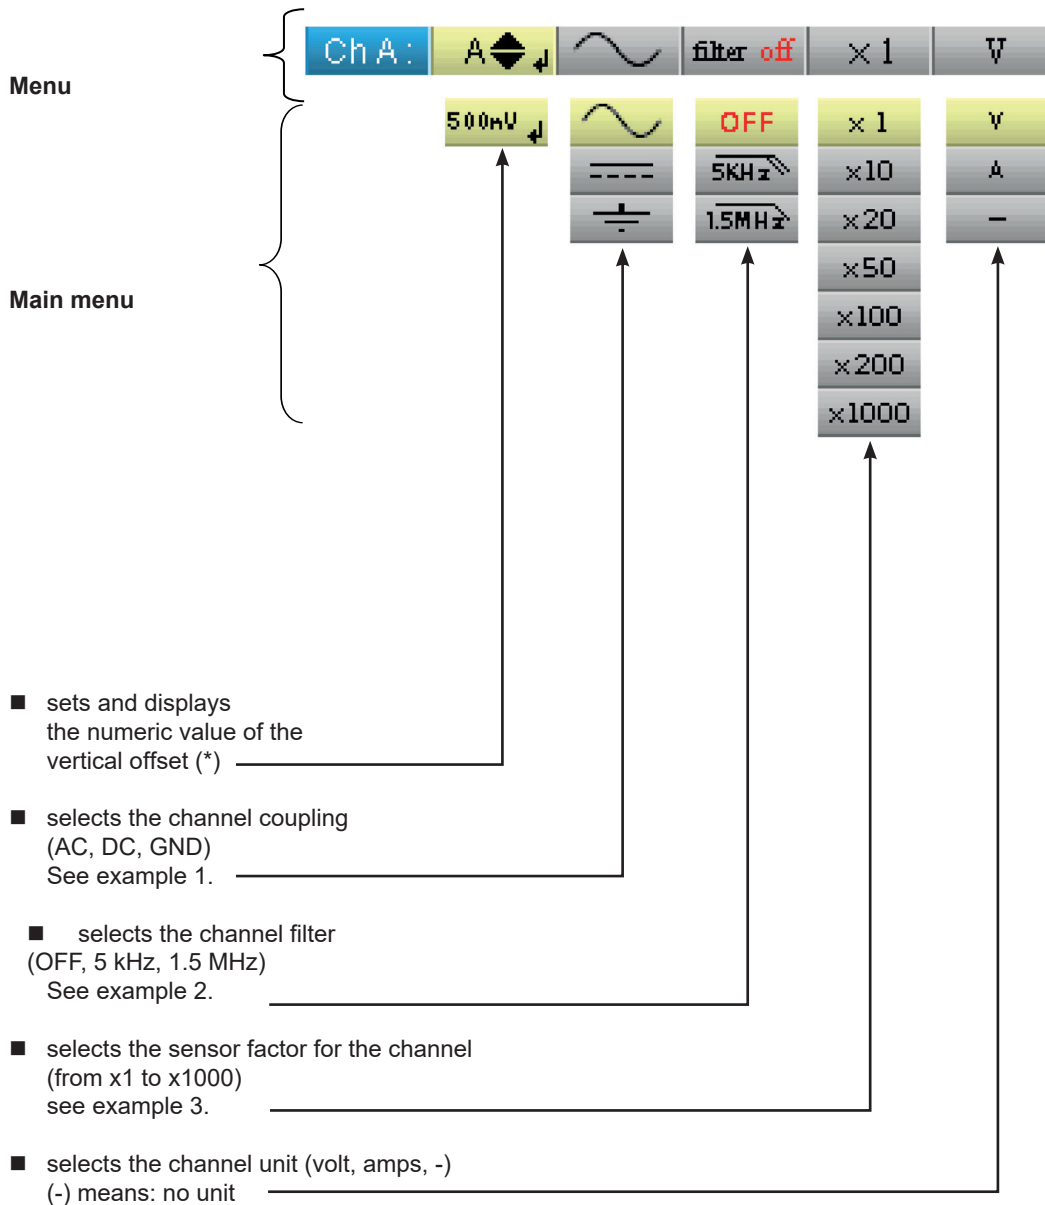 Ch A: A filter off ×1 V
Menu
500mV OFF ×1 V
5KHz ×10 A
1.5MHz ×20 –
×50
Main menu
×100
×200
×1000
■ sets and displays
the numeric value of the
vertical offset (*)
■ selects the channel coupling
(AC, DC, GND)
See example 1.
■ selects the channel filter
(OFF, 5 kHz, 1.5 MHz)
See example 2.
■ selects the sensor factor for the channel
(from x1 to x1000)
see example 3.
■ selects the channel unit (volt, amps, -)
(-) means: no unit